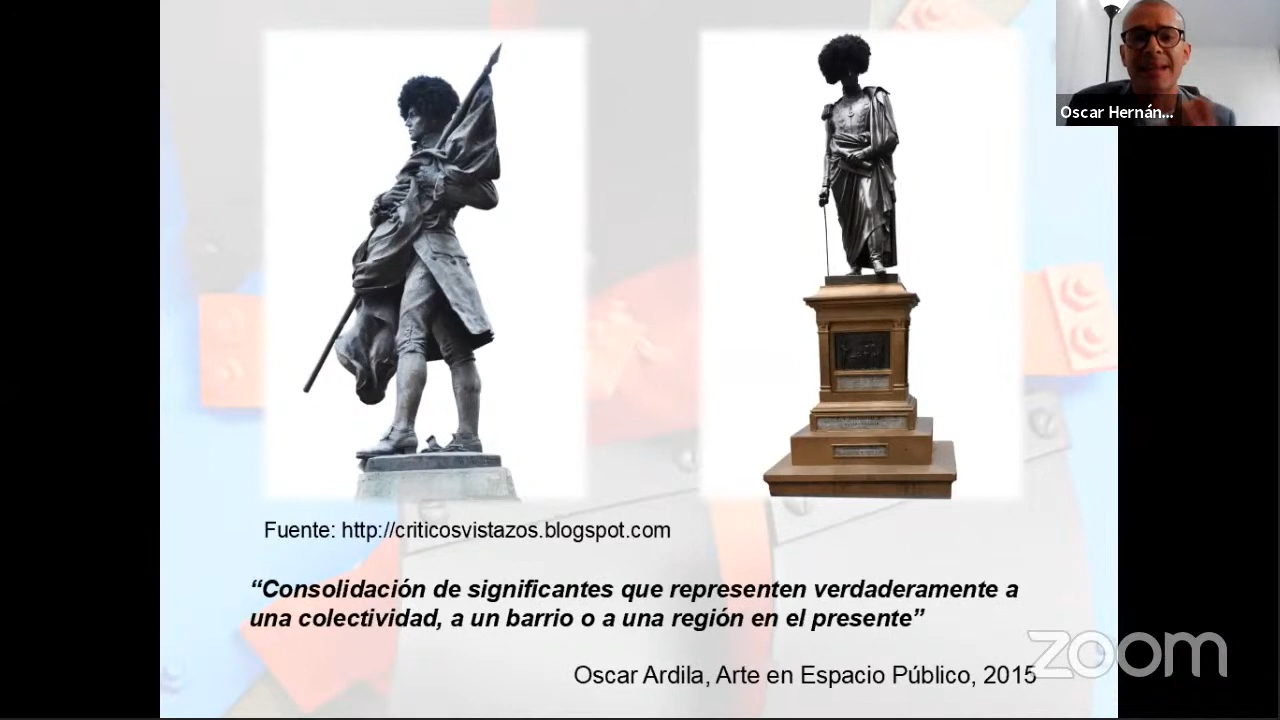 Oscar Hernán...
Fuente: http://criticosvistazos.blogspot.com
“Consolidación de significantes que representen verdaderamente a
una colectividad, a un barrio o a una región en el presente”
Oscar Ardila, Arte en Espacio Público, 2015
zoom